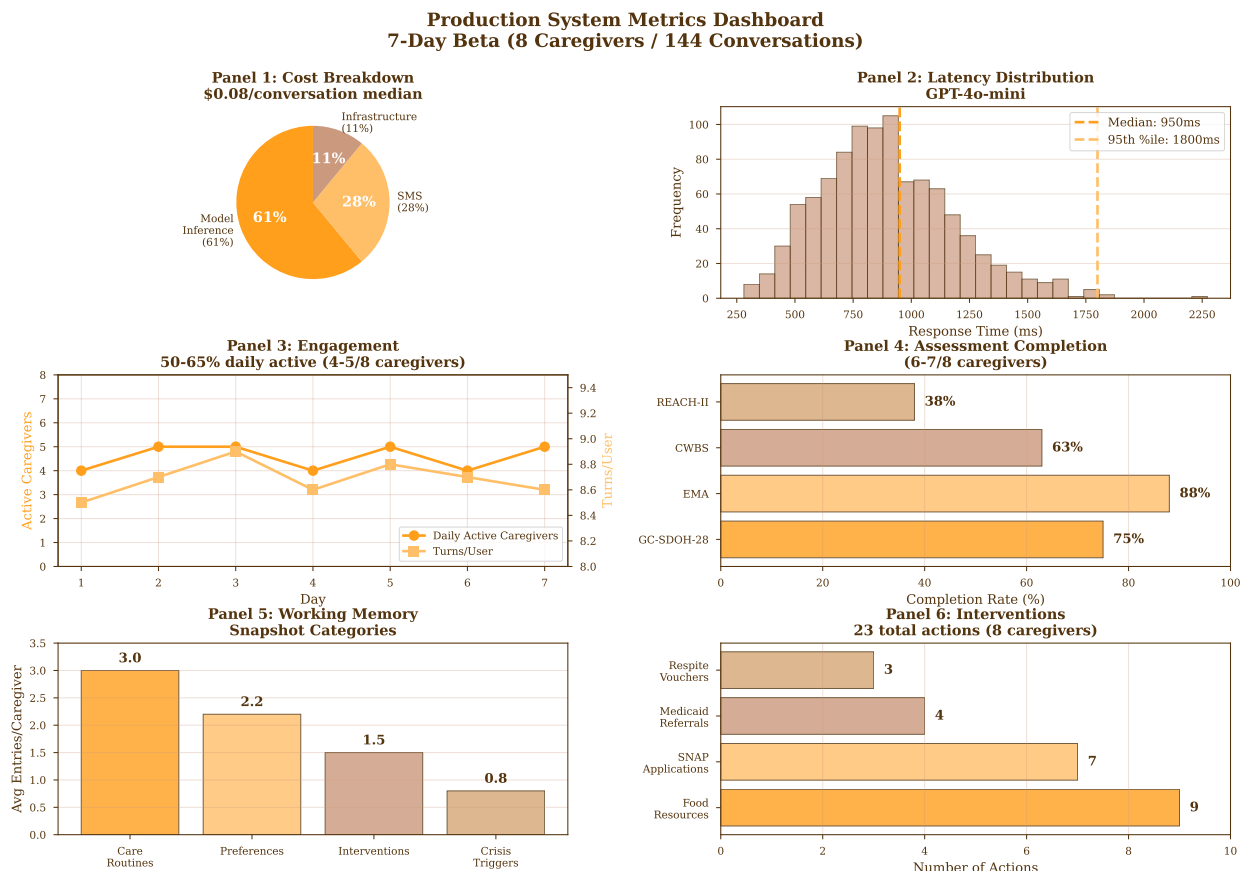 Production System Metrics Dashboard
7-Day Beta (8 Caregivers / 144 Conversations)
Panel 1: Cost Breakdown
$0.08/conversation median
Infrastructure
(11%)
11%
28%
SMS
(28%)
61%
Model
Inference
(61%)
Panel 2: Latency Distribution
GPT-4o-mini
Median: 950ms
95th %ile: 1800ms
Frequency
100
80
60
40
20
0
250
500
750
1000
1250
1500
1750
2000
2250
Response Time (ms)
Panel 3: Engagement
50-65% daily active (4-5/8 caregivers)
Active Caregivers
8
7
6
5
4
3
2
1
0
9.4
9.2
9.0
8.8
8.6
8.4
8.2
8.0
Turns/User
Daily Active Caregivers
Turns/User
1
2
3
4
5
6
7
Day
Panel 4: Assessment Completion
(6-7/8 caregivers)
REACH-II
38%
CWBS
63%
EMA
88%
GC-SDOH-28
75%
0
20
40
60
80
100
Completion Rate (%)
Panel 5: Working Memory
Snapshot Categories
Avg Entries/Caregiver
3.5
3.0
2.5
2.0
1.5
1.0
0.5
0.0
3.0
2.2
1.5
0.8
Care
Routines
Preferences
Interventions
Crisis
Triggers
Panel 6: Interventions
23 total actions (8 caregivers)
Respite
Vouchers
3
Medicaid
Referrals
4
SNAP
Applications
7
Food
Resources
9
0
2
4
6
8
10
Number of Actions